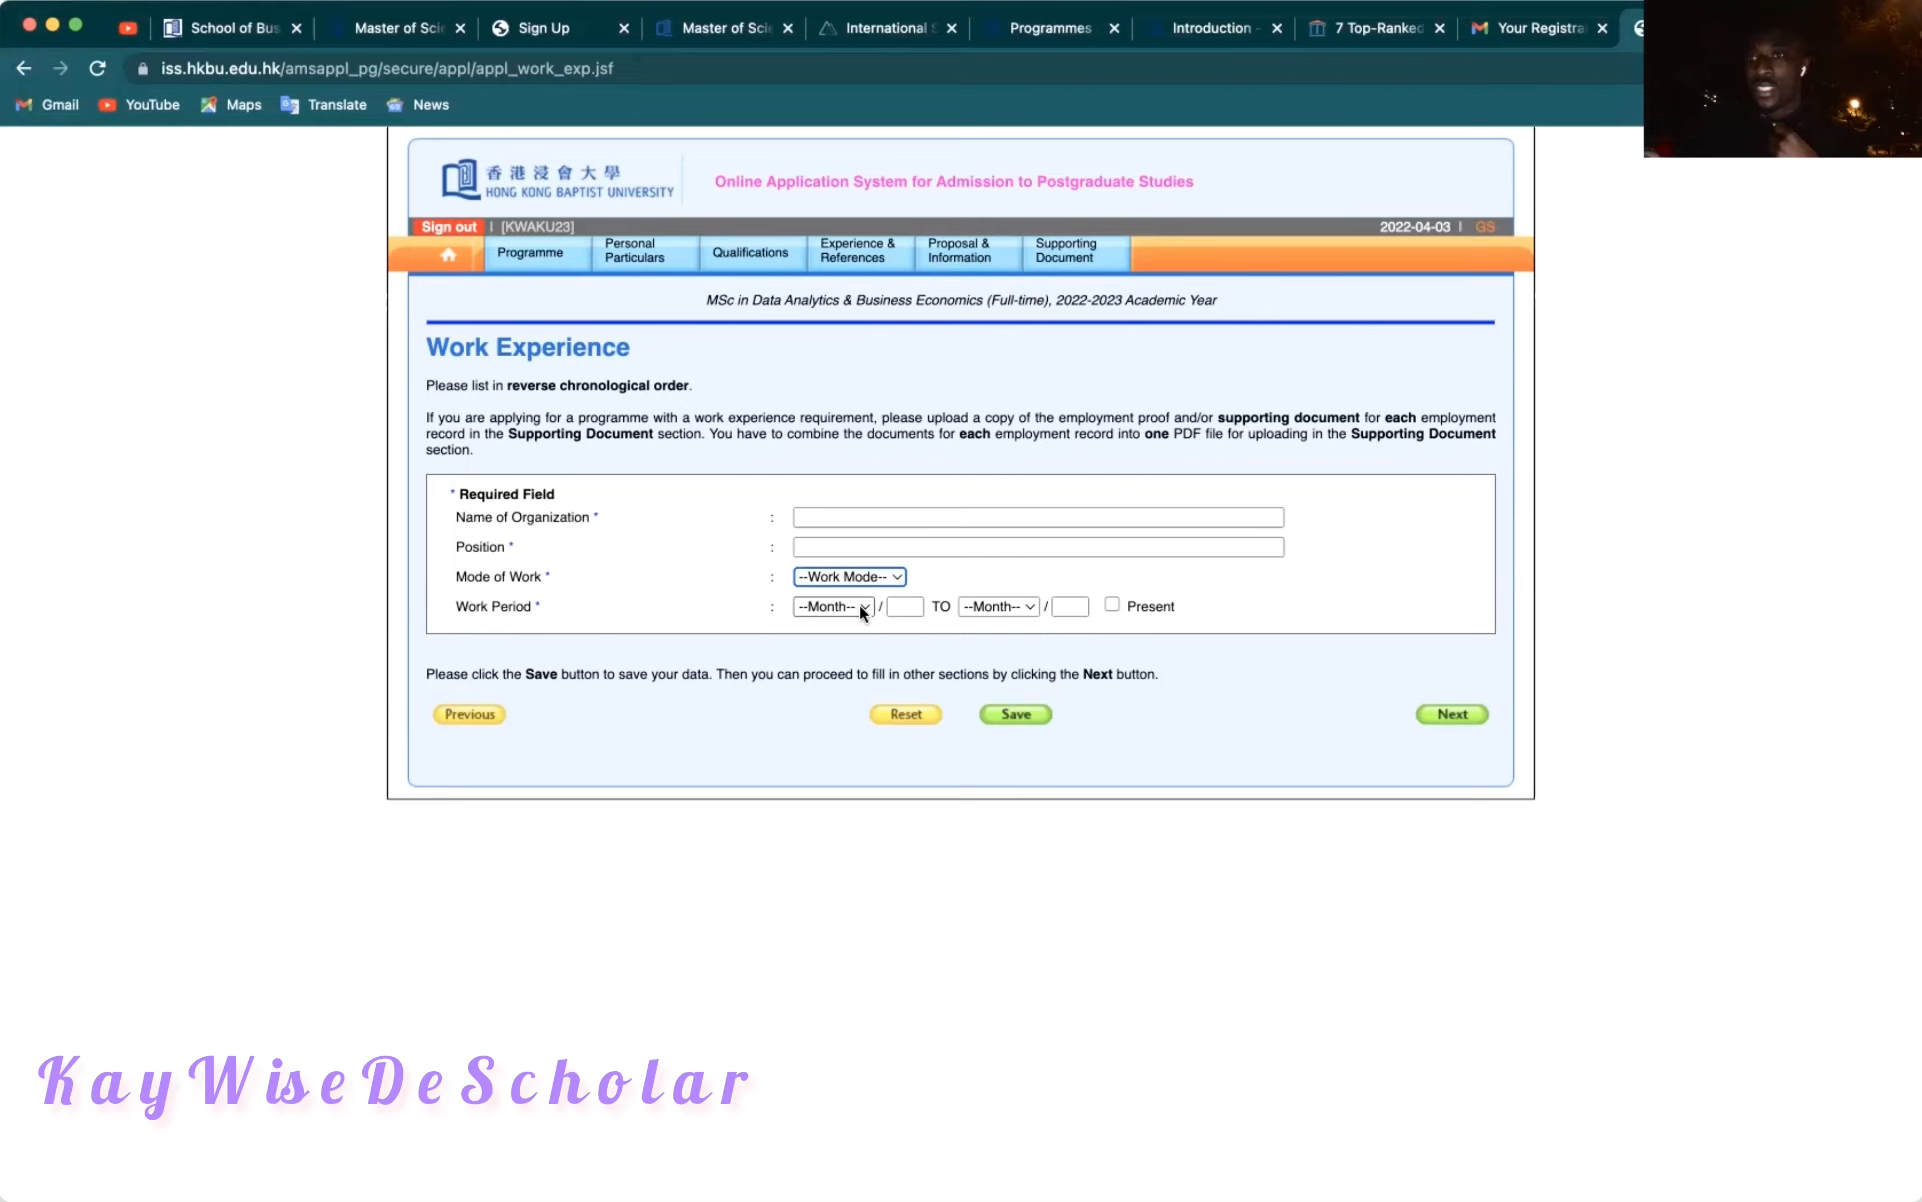 School of Bus
Master of Scie
Sign Up
Master of Scie
International S
Programmes
Introduction -
7 Top-Ranked
Your Registra
iss.hkbu.edu.hk/amsappl_pg/secure/appl/appl_work_exp.jsf
Gmail YouTube Maps Translate News
香港浸會大學
HONG KONG BAPTIST UNIVERSITY
Online Application System for Admission to Postgraduate Studies
Sign out | [KWAKU23] 2022-04-03 | GS
Programme
Personal
Particulars
Qualifications
Experience &
References
Proposal &
Information
Supporting
Document
MSc in Data Analytics & Business Economics (Full-time), 2022-2023 Academic Year
Work Experience
Please list in reverse chronological order.
If you are applying for a programme with a work experience requirement, please upload a copy of the employment proof and/or supporting document for each employment
record in the Supporting Document section. You have to combine the documents for each employment record into one PDF file for uploading in the Supporting Document
section.
* Required Field
Name of Organization * :
Position * :
Mode of Work * : --Work Mode--
Work Period * : --Month-- / TO --Month-- / Present
Please click the Save button to save your data. Then you can proceed to fill in other sections by clicking the Next button.
Previous Reset Save Next
KayWiseDeScholar